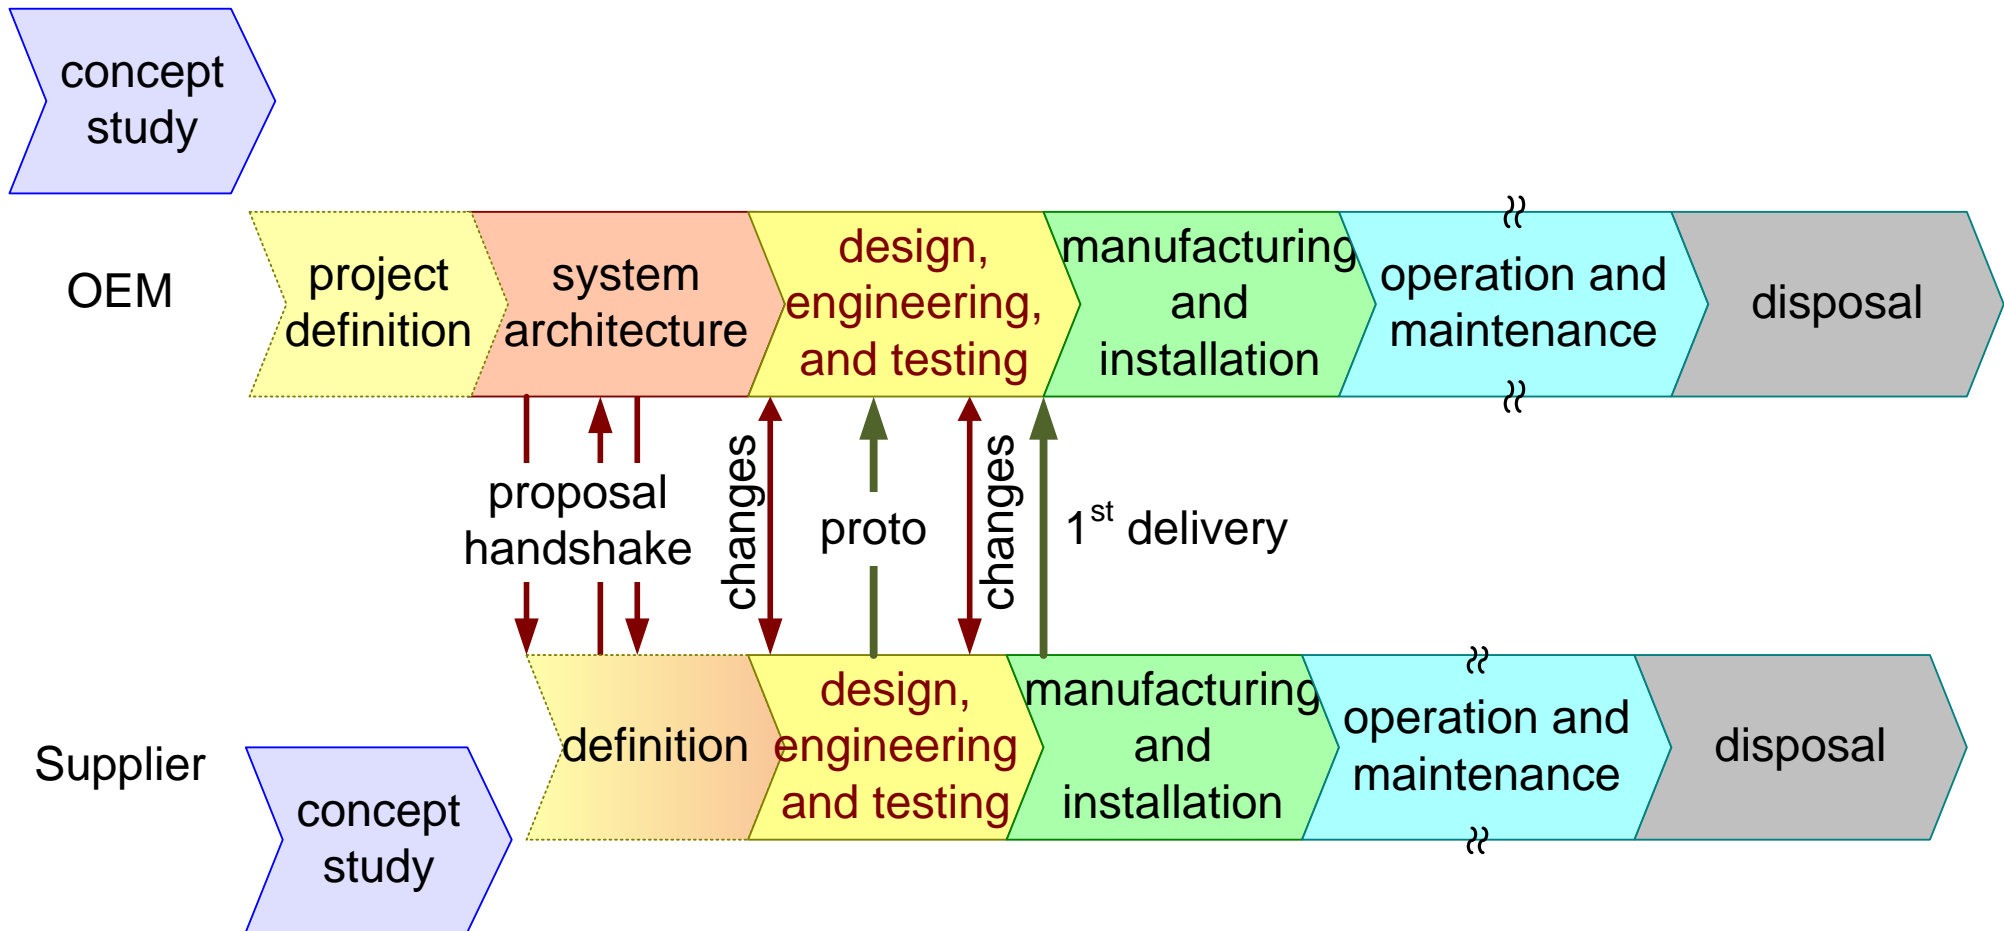 concept
study
OEM
project
definition
system
architecture
design,
engineering,
and testing
manufacturing
and
installation
operation and
maintenance
disposal
proposal
handshake
changes
proto
changes
1st delivery
Supplier
concept
study
definition
design,
engineering
and testing
manufacturing
and
installation
operation and
maintenance
disposal